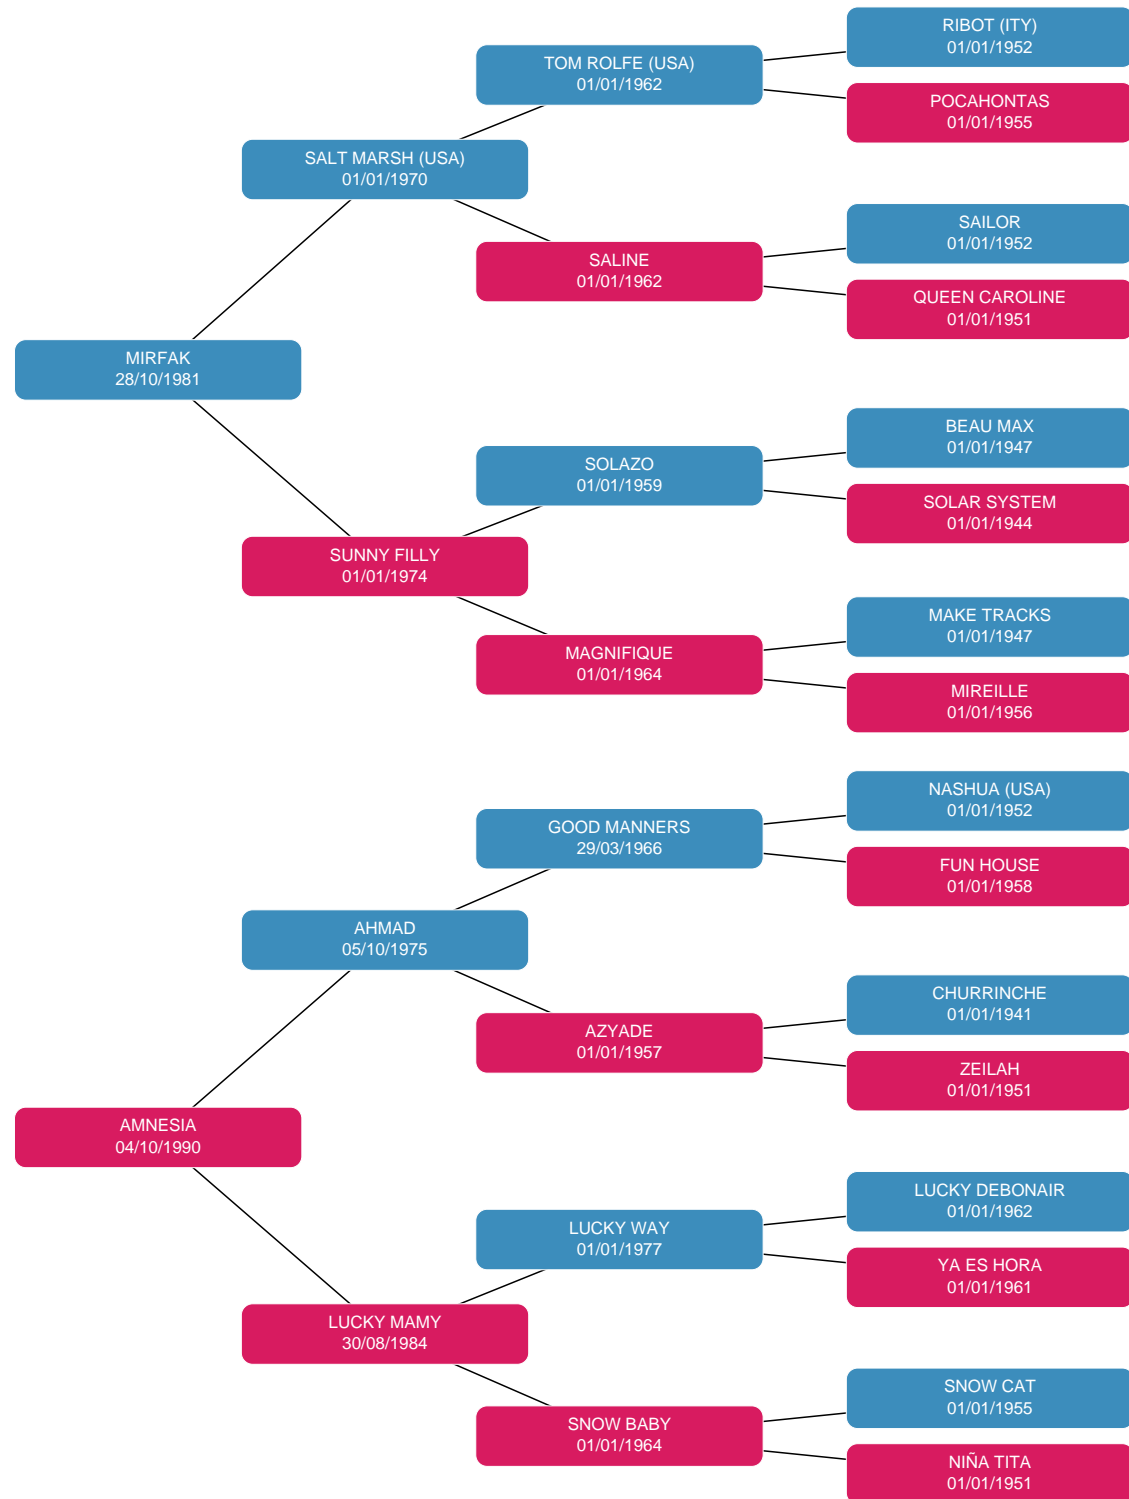 RIBOT (ITY)
01/01/1952
TOM ROLFE (USA)
01/01/1962
POCAHONTAS
01/01/1955
SALT MARSH (USA)
01/01/1970
SAILOR
01/01/1952
SALINE
01/01/1962
QUEEN CAROLINE
01/01/1951
MIRFAK
28/10/1981
BEAU MAX
01/01/1947
SOLAZO
01/01/1959
SOLAR SYSTEM
01/01/1944
SUNNY FILLY
01/01/1974
MAKE TRACKS
01/01/1947
MAGNIFIQUE
01/01/1964
MIREILLE
01/01/1956
NASHUA (USA)
01/01/1952
GOOD MANNERS
29/03/1966
FUN HOUSE
01/01/1958
AHMAD
05/10/1975
CHURRINCHE
01/01/1941
AZYADE
01/01/1957
ZEILAH
01/01/1951
AMNESIA
04/10/1990
LUCKY DEBONAIR
01/01/1962
LUCKY WAY
01/01/1977
YA ES HORA
01/01/1961
LUCKY MAMY
30/08/1984
SNOW CAT
01/01/1955
SNOW BABY
01/01/1964
NIÑA TITA
01/01/1951